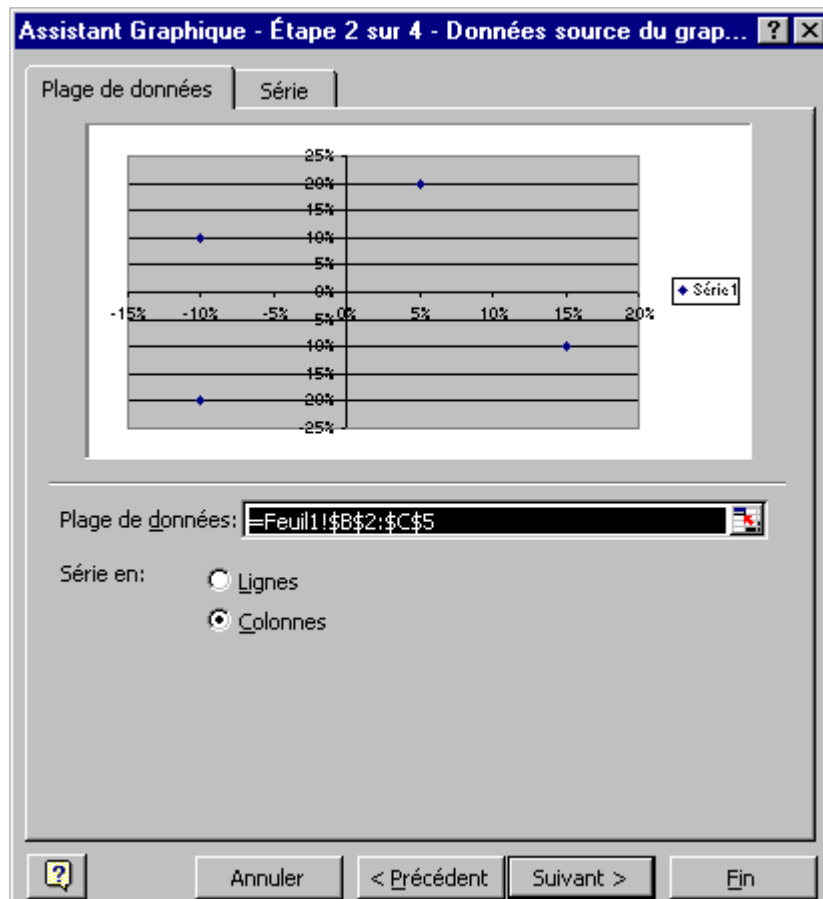 Assistant Graphique - Étape 2 sur 4 - Données source du grap... ? X
Plage de données Série
25%
20%
15%
10%
5%
0%
-15% -10% -5% 5% 0% 5% 10% 15% 20%
10%
15%
20%
-25%
Série1
Plage de données: =Feuil1!$B$2:$C$5
Série en: Lignes
Colonnes
? Annuler < Précédent Suivant > Fin